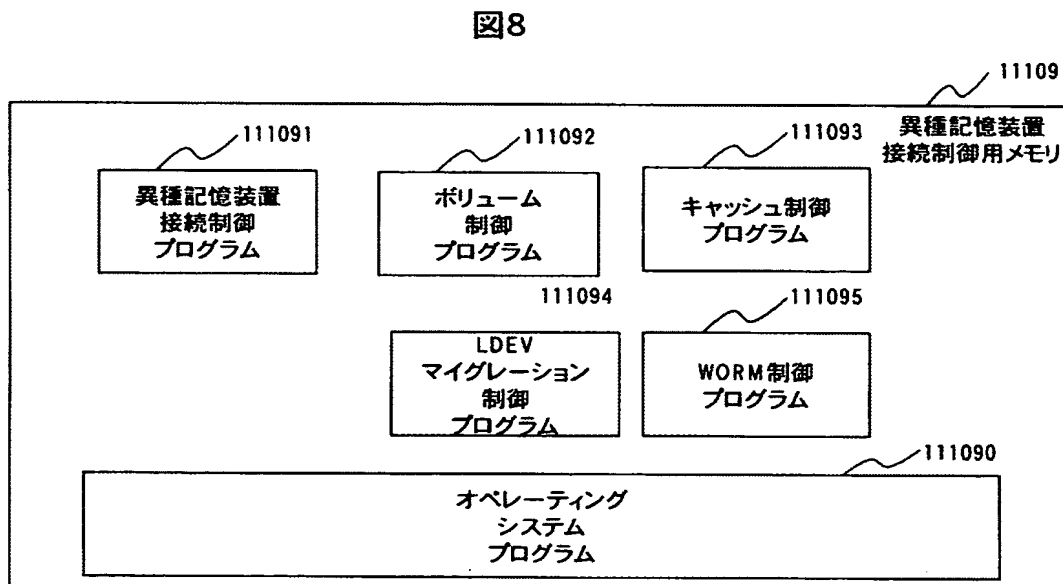 図8
11109
異種記憶装置
接続制御用メモリ
111091
異種記憶装置
接続制御
プログラム
111092
ボリューム
制御
プログラム
111093
キャッシュ制御
プログラム
111094
LDEV
マイグレーション
制御
プログラム
111095
WORM制御
プログラム
111090
オペレーティング
システム
プログラム